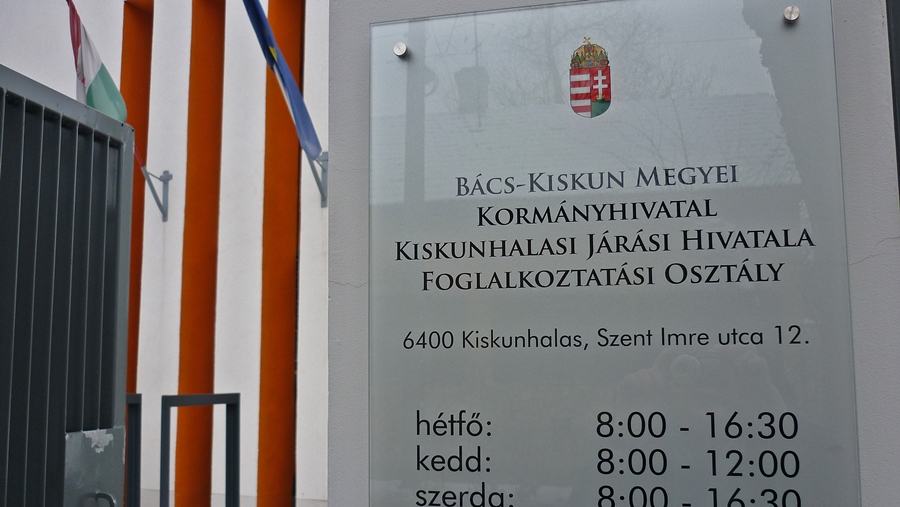 BÁCS-KISKUN MEGYEI
KORMÁNYHIVATAL
KISKUNHALASI JÁRÁSI HIVATALA
FOGLALKOZTATÁSI OSZTÁLY
6400 Kiskunhalas, Szent Imre utca 12.
hétfő: 8:00 - 16:30
kedd: 8:00 - 12:00
szerda: 8:00 - 16:30